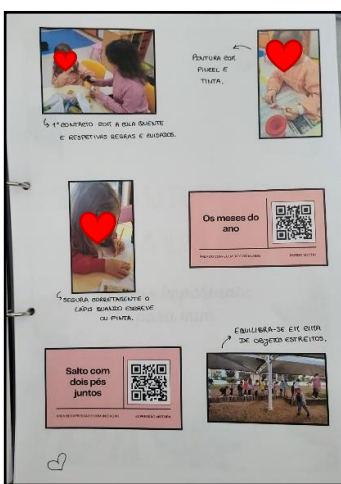 PINTURA COM
PINCEL E
TINTA.
1º CONTACTO COM A COLA QUENTE
E RESPETIVAS REGRAS E CUIDADOS.
Os meses do
ano
SEGURA CORRETAMENTE O
LÁPIS QUANDO ESCREVE
OU PINTA.
EQUILIBRA-SE EM CIMA
DE OBJETOS ESTREITOS.
Salto com
dois pés
juntos